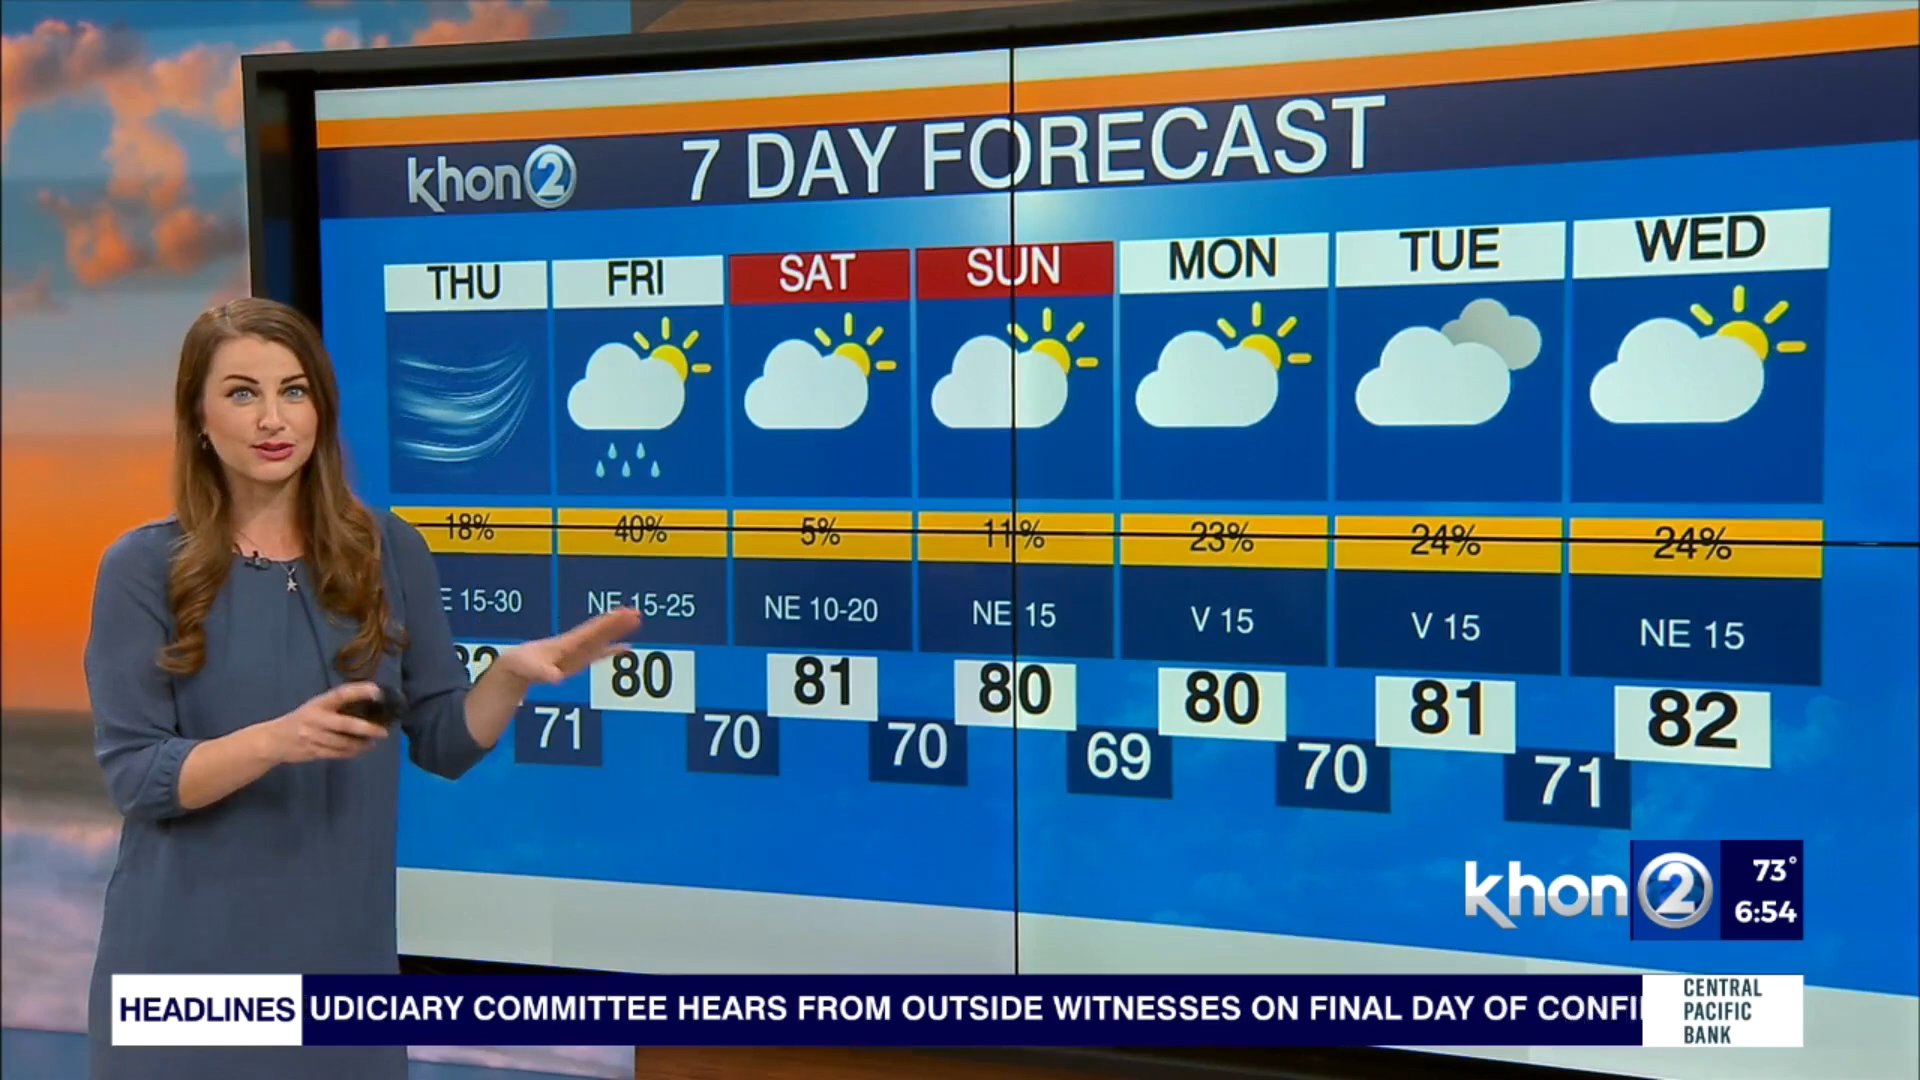 khon2
7 DAY FORECAST
THU FRI SAT SUN MON TUE WED
18% 40% 5% 11% 23% 24% 24%
E 15-30 NE 15-25 NE 10-20 NE 15 V 15 V 15 NE 15
80 81 80 80 81 82
71 70 70 69 70 71
khon 2
73°
6:54
HEADLINES UDICIARY COMMITTEE HEARS FROM OUTSIDE WITNESSES ON FINAL DAY OF CONFI
CENTRAL
PACIFIC
BANK